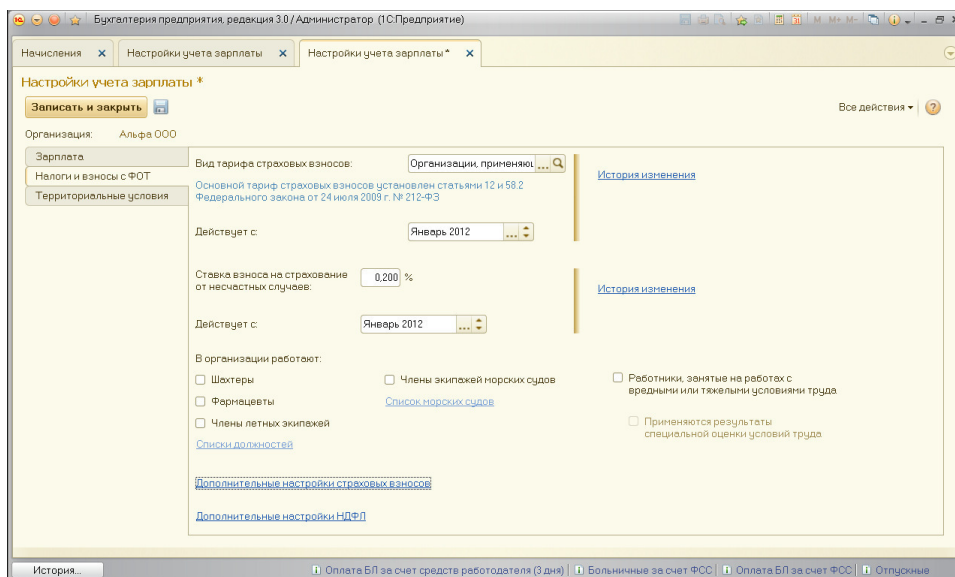 Бухгалтерия предприятия, редакция 3.0 / Администратор (1С:Предприятие)
M M+ M-
Начисления
Настройки учета зарплаты
Настройки учета зарплаты *
Настройки учета зарплаты *
Записать и закрыть
Все действия
Организация: Альфа ООО
Зарплата
Налоги и взносы с ФОТ
Территориальные условия
Вид тарифа страховых взносов: Организации, применяющ ...
История изменения
Основной тариф страховых взносов установлен статьями 12 и 58.2
Федерального закона от 24 июля 2009 г. № 212-ФЗ
Действует с: Январь 2012 ...
Ставка взноса на страхование
от несчастных случаев: 0,200 %
История изменения
Действует с: Январь 2012 ...
В организации работают:
Шахтеры
Члены экипажей морских судов
Работники, занятые на работах с
вредными или тяжелыми условиями труда
Фармацевты
Список морских судов
Члены летных экипажей
Применяются результаты
специальной оценки условий труда
Списки должностей
Дополнительные настройки страховых взносов
Дополнительные настройки НДФЛ
История...
Оплата БЛ за счет средств работодателя (3 дня)
Больничные за счет ФСС
Оплата БЛ за счет ФСС
Отпускные